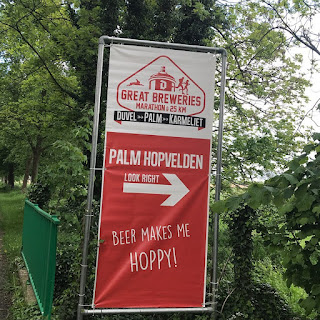 D
GREAT BREWERIES
MARATHON & 25 KM
DUVEL PALM KARMELIET
PALM HOPVELDEN
LOOK RIGHT
BEER MAKES ME
HOPPY!